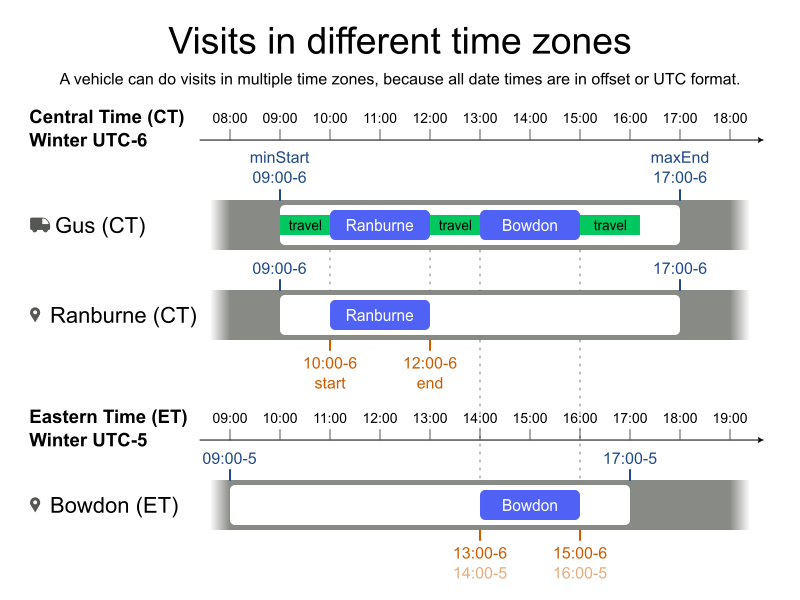 Visits in different time zones
A vehicle can do visits in multiple time zones, because all date times are in offset or UTC format.
Central Time (CT)
Winter UTC-6
08:00 09:00 10:00 11:00 12:00 13:00 14:00 15:00 16:00 17:00 18:00
minStart maxEnd
09:00-6 17:00-6
Gus (CT) travel Ranburne travel Bowdon travel
09:00-6 17:00-6
Ranburne (CT) Ranburne
10:00-6 12:00-6
start end
Eastern Time (ET)
Winter UTC-5
09:00 10:00 11:00 12:00 13:00 14:00 15:00 16:00 17:00 18:00 19:00
09:00-5 17:00-5
Bowdon (ET) Bowdon
13:00-6 15:00-6
14:00-5 16:00-5